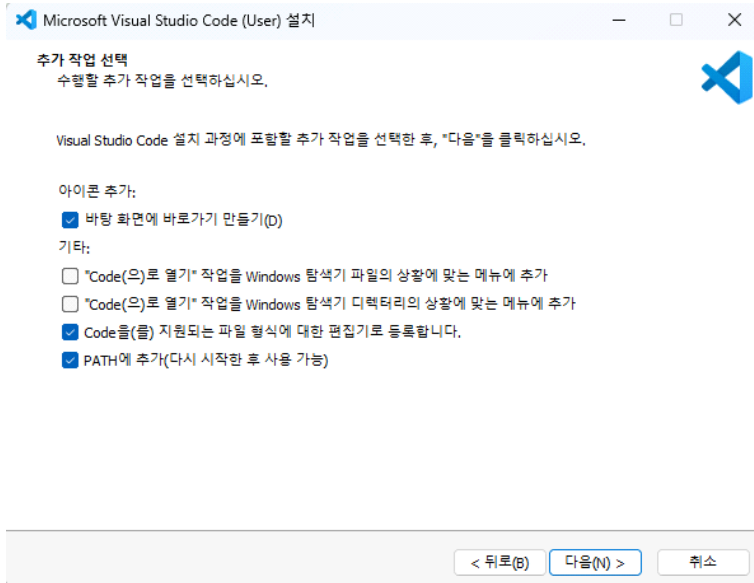 Microsoft Visual Studio Code (User) 설치
추가 작업 선택
수행할 추가 작업을 선택하십시오.
Visual Studio Code 설치 과정에 포함할 추가 작업을 선택한 후, "다음"을 클릭하십시오.
아이콘 추가:
바탕 화면에 바로가기 만들기(D)
기타:
"Code(으)로 열기" 작업을 Windows 탐색기 파일의 상황에 맞는 메뉴에 추가
"Code(으)로 열기" 작업을 Windows 탐색기 디렉터리의 상황에 맞는 메뉴에 추가
Code을(를) 지원되는 파일 형식에 대한 편집기로 등록합니다.
PATH에 추가(다시 시작한 후 사용 가능)
< 뒤로(B) 다음(N) > 취소